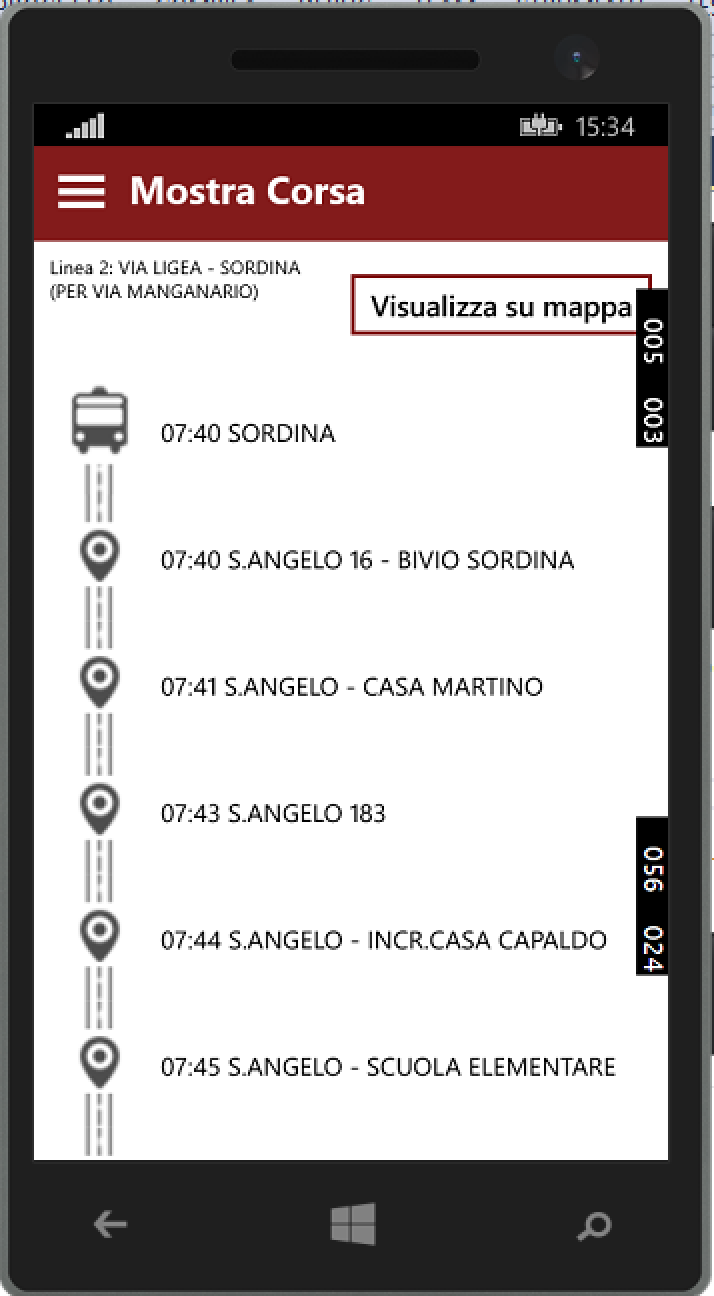 15:34
Mostra Corsa
Linea 2: VIA LIGEA - SORDINA
(PER VIA MANGANARIO)
Visualizza su mappa
005 003
07:40 SORDINA
07:40 S.ANGELO 16 - BIVIO SORDINA
07:41 S.ANGELO - CASA MARTINO
07:43 S.ANGELO 183
056 024
07:44 S.ANGELO - INCR.CASA CAPALDO
07:45 S.ANGELO - SCUOLA ELEMENTARE